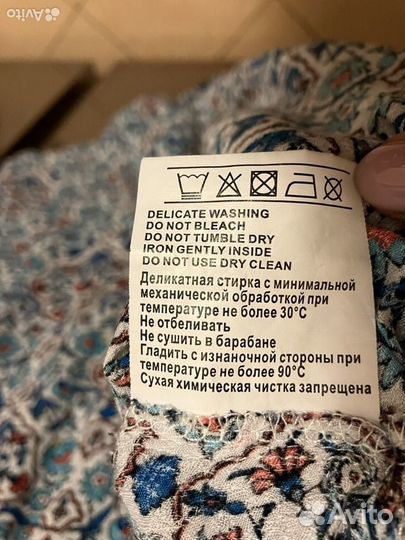 Avito
DELICATE WASHING
DO NOT BLEACH
DO NOT TUMBLE DRY
IRON GENTLY INSIDE
DO NOT USE DRY CLEAN
Деликатная стирка с минимальной
механической обработкой при
температуре не более 30°C
Не отбеливать
Не сушить в барабане
Гладить с изнаночной стороны при
температуре не более 90°C
Сухая химическая чистка запрещена
Avito